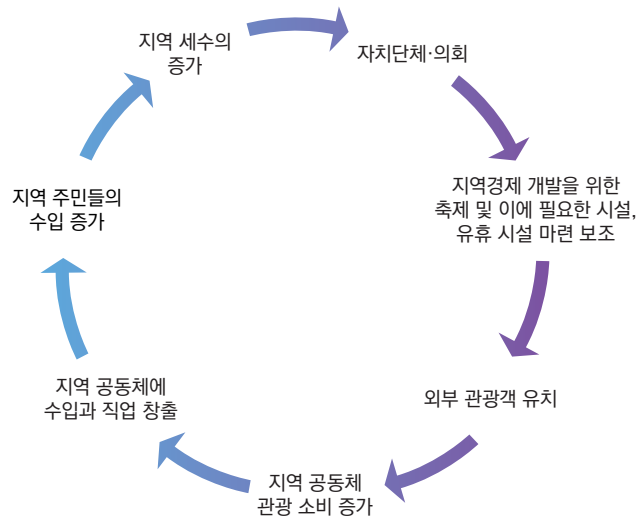 지역 세수의
증가
자치단체·의회
지역경제 개발을 위한
축제 및 이에 필요한 시설,
유휴 시설 마련 보조
외부 관광객 유치
지역 공동체
관광 소비 증가
지역 공동체에
수입과 직업 창출
지역 주민들의
수입 증가